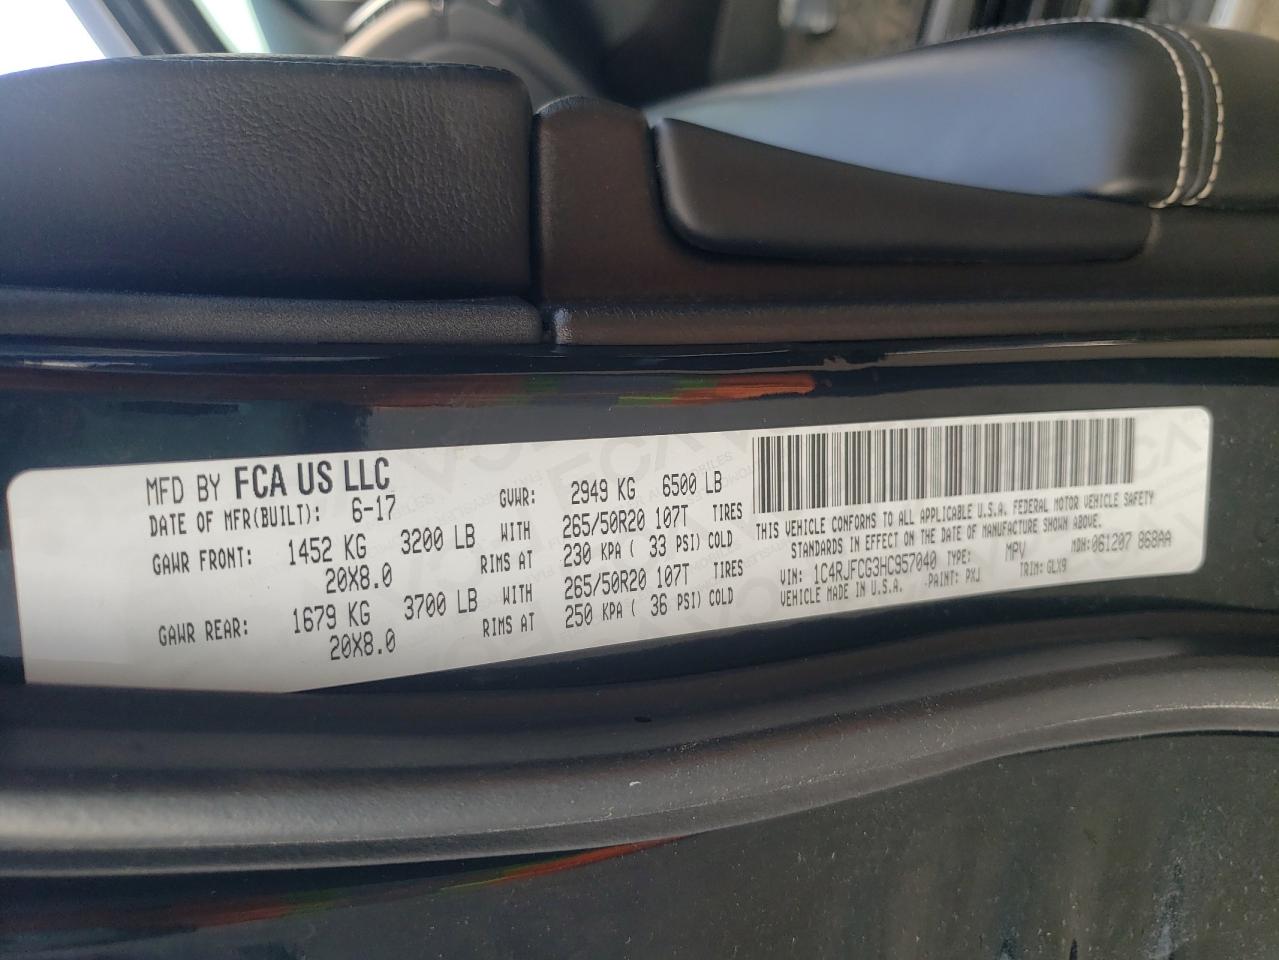 MFD BY FCA US LLC
DATE OF MFR(BUILT): 6-17 GVWR: 2949 KG 6500 LB
GAWR FRONT: 1452 KG 3200 LB WITH 265/50R20 107T TIRES
20X8.0 RIMS AT 230 KPA ( 33 PSI) COLD
GAWR REAR: 1679 KG 3700 LB WITH 265/50R20 107T TIRES
20X8.0 RIMS AT 250 KPA ( 36 PSI) COLD
THIS VEHICLE CONFORMS TO ALL APPLICABLE U.S.A. FEDERAL MOTOR VEHICLE SAFETY
STANDARDS IN EFFECT ON THE DATE OF MANUFACTURE SHOWN ABOVE.
VIN: 1C4RJFCG3HC957040 TYPE: MPV MDH:061207 868AA
VEHICLE MADE IN U.S.A. PAINT: PXJ TRIM: GLX9